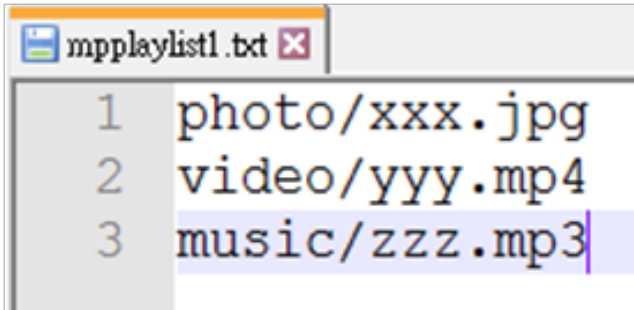 mpplaylist1.txt
1 photo/xxx.jpg
2 video/yyy.mp4
3 music/zzz.mp3